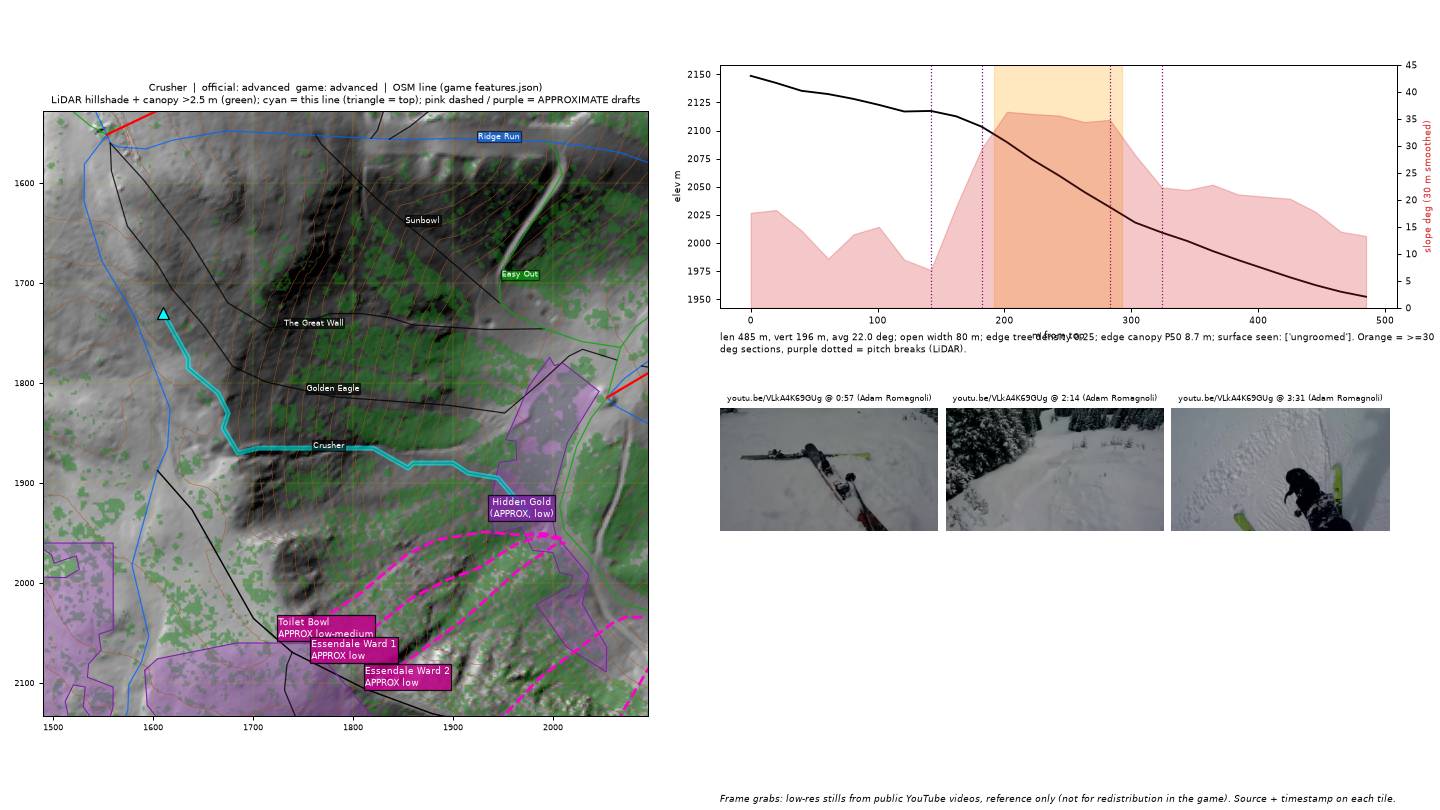 Crusher | official: advanced game: advanced | OSM line (game features.json)
LiDAR hillshade + canopy >2.5 m (green); cyan = this line (triangle = top); pink dashed / purple = APPROXIMATE drafts
Ridge Run
Sunbowl
Easy Out
The Great Wall
Golden Eagle
Crusher
Hidden Gold
(APPROX, low)
Toilet Bowl
APPROX low-medium
Essendale Ward 1
APPROX low
Essendale Ward 2
APPROX low
1600
1700
1800
1900
2000
2100
1500
1600
1700
1800
1900
2000
elev m
2150
2125
2100
2075
2050
2025
2000
1975
1950
0
100
200
300
400
500
45
40
35
30
25
20
15
10
5
0
slope deg (30 m smoothed)
m from top
len 485 m, vert 196 m, avg 22.0 deg; open width 80 m; edge tree density 0.25; edge canopy P50 8.7 m; surface seen: ['ungroomed']. Orange = >=30
deg sections, purple dotted = pitch breaks (LiDAR).
youtu.be/VLkA4K69GUg @ 0:57 (Adam Romagnoli)
youtu.be/VLkA4K69GUg @ 2:14 (Adam Romagnoli)
youtu.be/VLkA4K69GUg @ 3:31 (Adam Romagnoli)
Frame grabs: low-res stills from public YouTube videos, reference only (not for redistribution in the game). Source + timestamp on each tile.